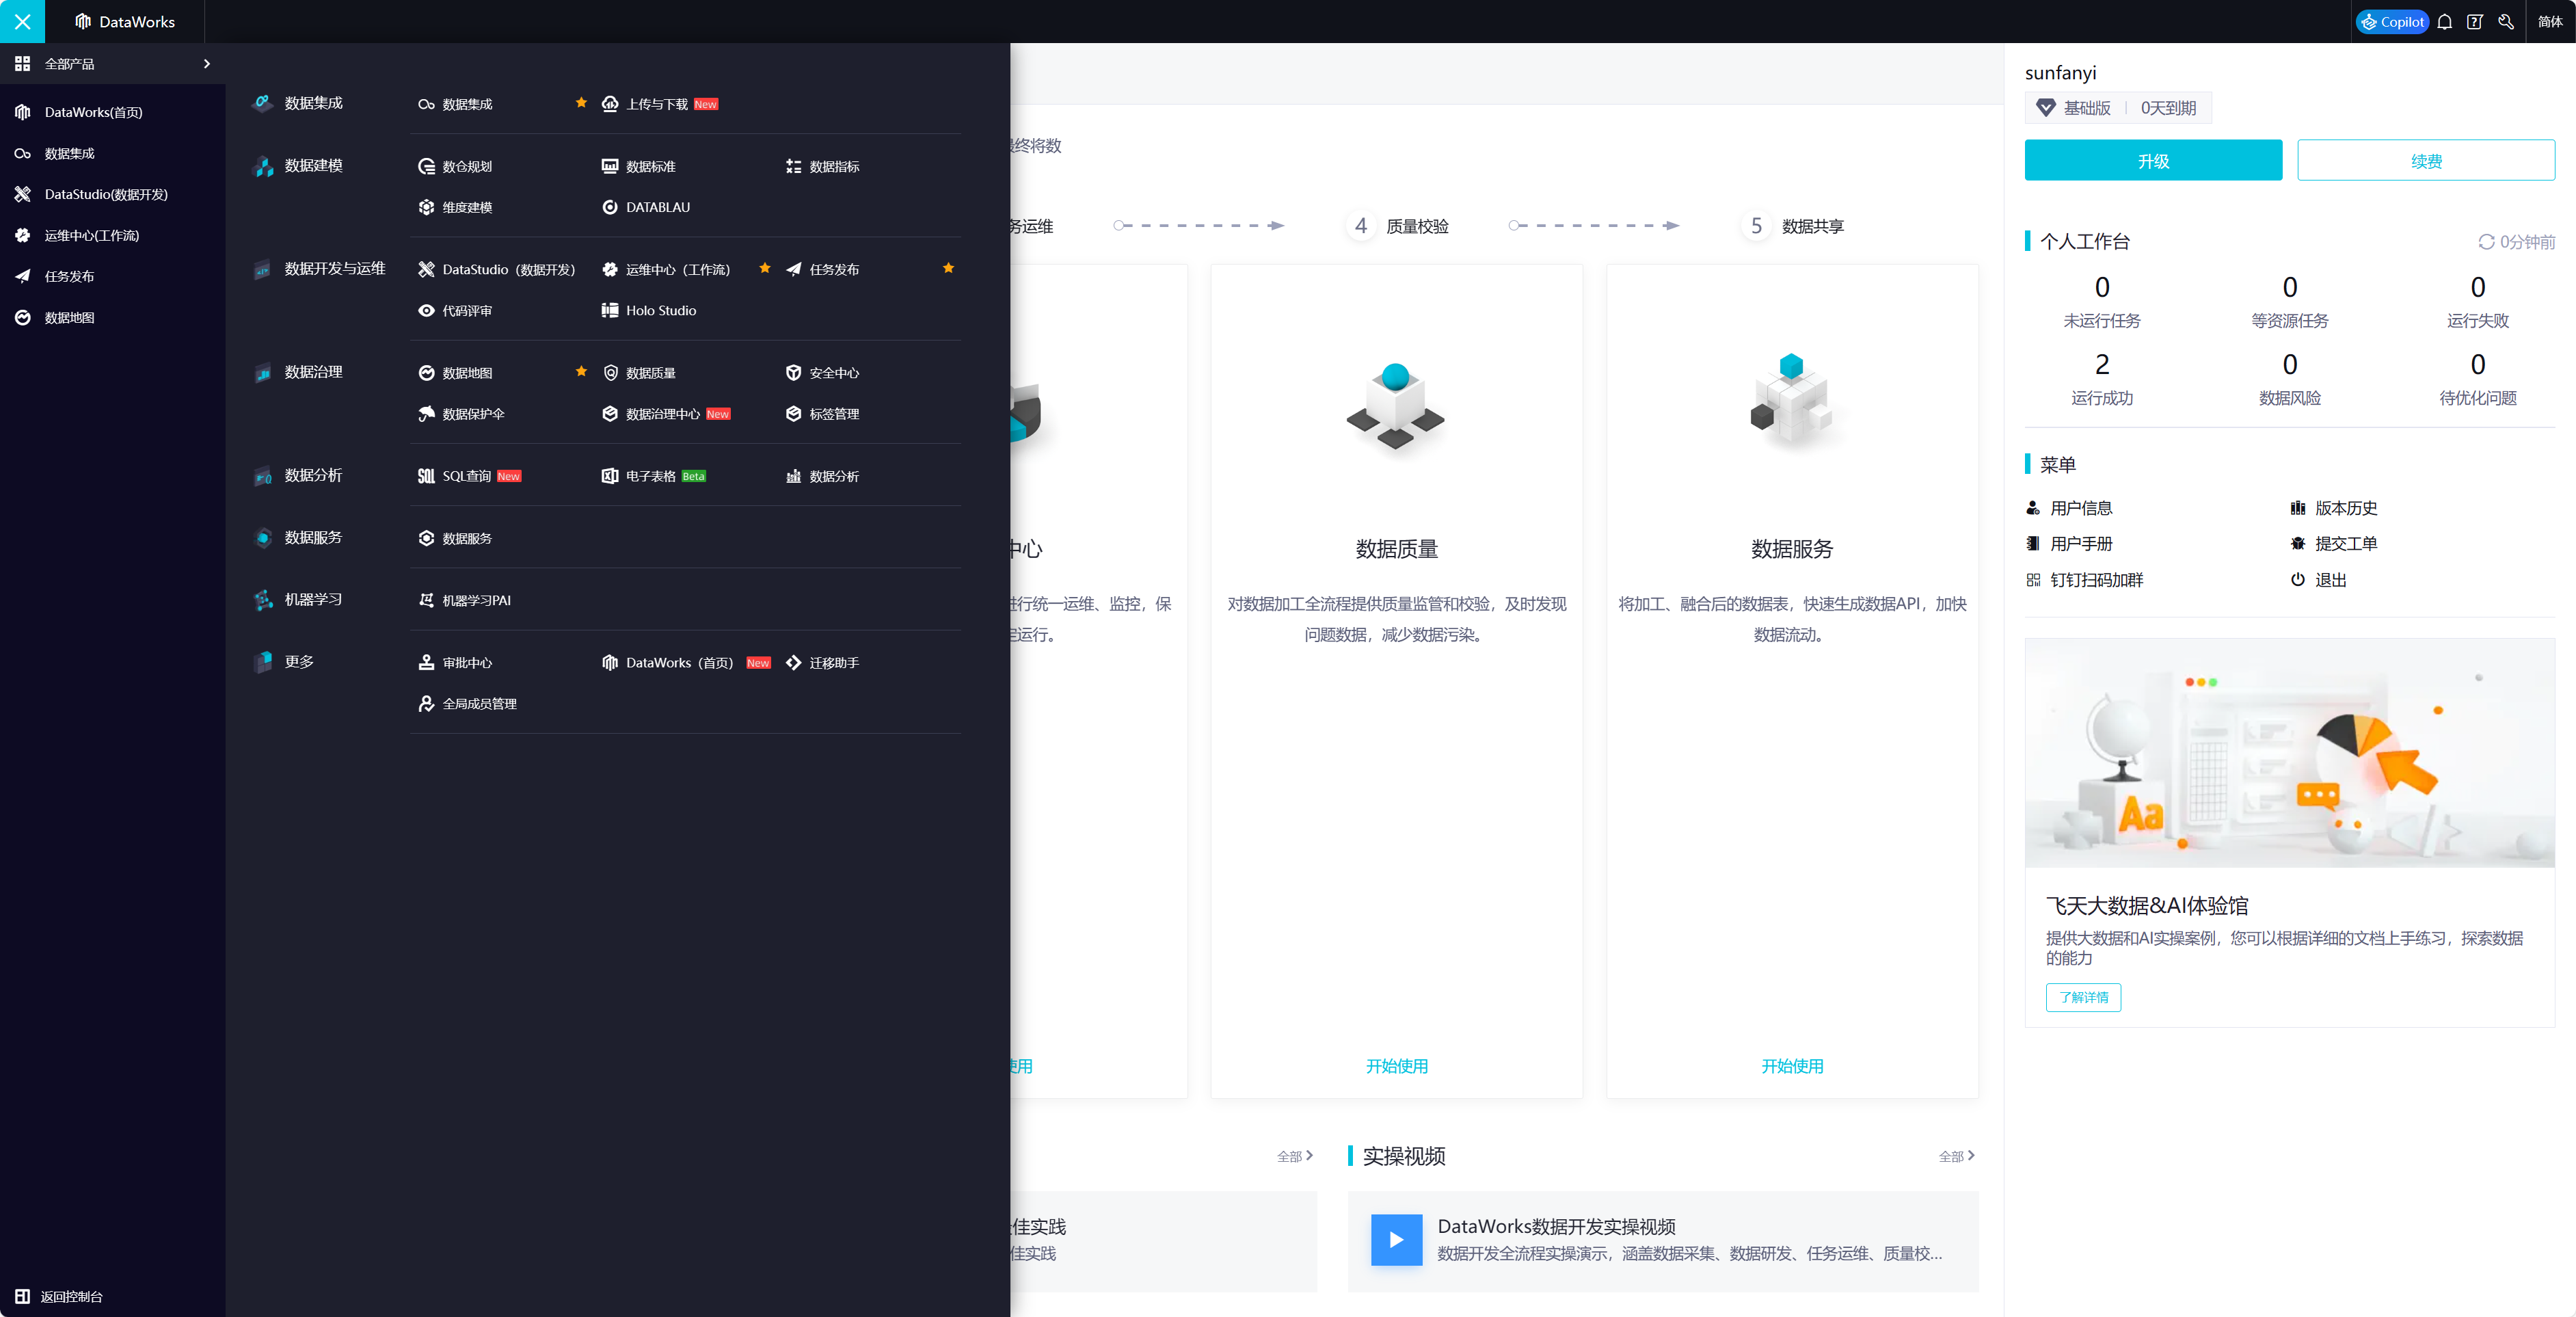 DataWorks
Copilot
简体
全部产品
DataWorks(首页)
数据集成
DataStudio(数据开发)
运维中心(工作流)
任务发布
数据地图
返回控制台
数据集成
数据集成
上传与下载 New
数据建模
数仓规划
数据标准
数据指标
维度建模
DATABLAU
数据开发与运维
DataStudio（数据开发）
运维中心（工作流）
任务发布
代码评审
Holo Studio
数据治理
数据地图
数据质量
安全中心
数据保护伞
数据治理中心 New
标签管理
数据分析
SQL查询 New
电子表格 Beta
数据分析
数据服务
数据服务
机器学习
机器学习PAI
更多
审批中心
DataWorks（首页） New
迁移助手
全局成员管理
终将数
务运维
4 质量校验
5 数据共享
中心
进行统一运维、监控，保
定运行。
使用
数据质量
对数据加工全流程提供质量监管和校验，及时发现
问题数据，减少数据污染。
开始使用
数据服务
将加工、融合后的数据表，快速生成数据API，加快
数据流动。
开始使用
全部
佳实践
佳实践
实操视频
全部
DataWorks数据开发实操视频
数据开发全流程实操演示，涵盖数据采集、数据研发、任务运维、质量校...
sunfanyi
基础版 | 0天到期
升级
续费
个人工作台
0分钟前
0
未运行任务
0
等资源任务
0
运行失败
2
运行成功
0
数据风险
0
待优化问题
菜单
用户信息
版本历史
用户手册
提交工单
钉钉扫码加群
退出
Aa
飞天大数据&AI体验馆
提供大数据和AI实操案例，您可以根据详细的文档上手练习，探索数据
的能力
了解详情